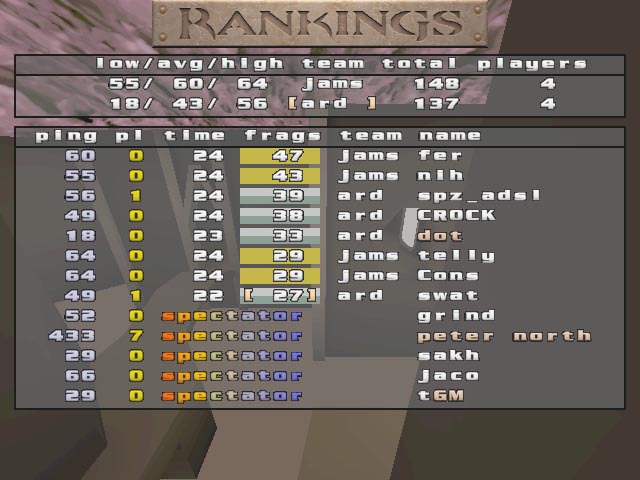 RANKINGS
low/avg/high team total players
55/ 60/ 64 jams 148 4
18/ 43/ 56 [ard ] 137 4
ping pl time frags team name
60 0 24 47 jams fer
55 0 24 43 jams nih
56 1 24 39 ard spz_adsl
49 0 24 38 ard CROCK
18 0 23 33 ard dot
64 0 24 29 jams telly
64 0 24 29 jams Cons
49 1 22 [ 27] ard swat
52 0 spectator grind
433 7 spectator peter north
29 0 spectator sakh
66 0 spectator jaco
29 0 spectator t6M